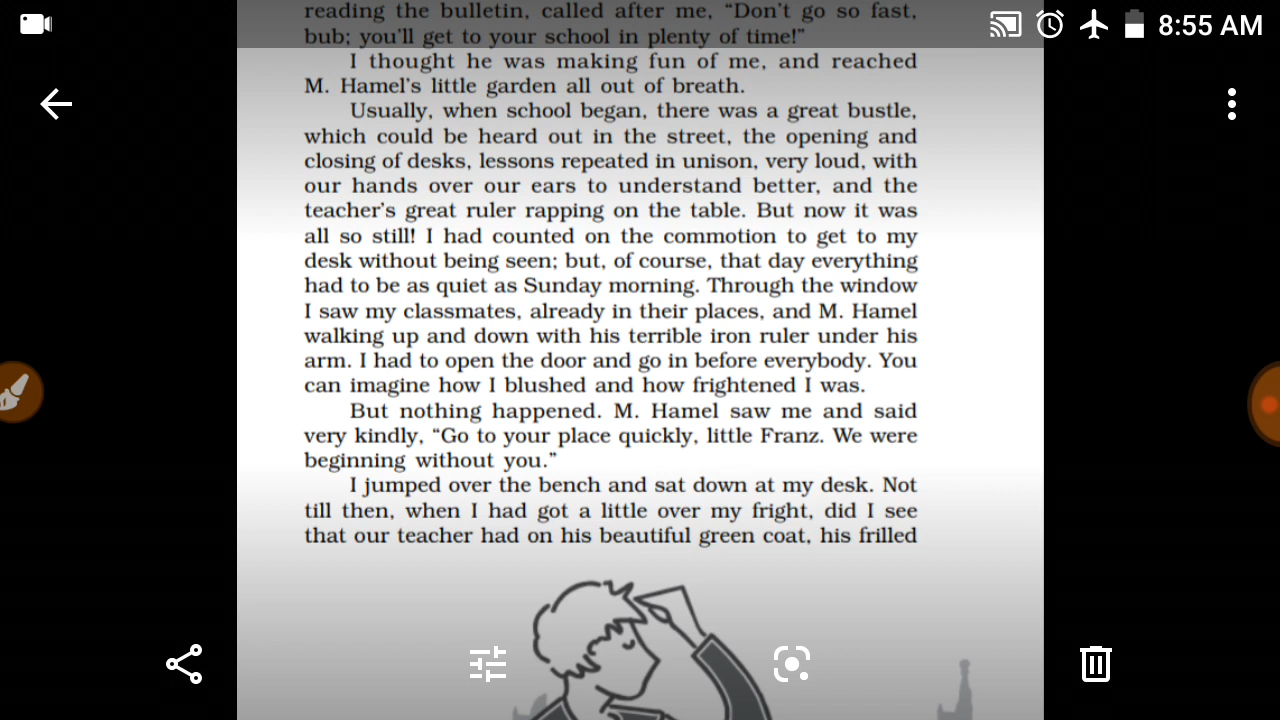 8:55 AM
reading the bulletin, called after me, “Don’t go so fast,
bub; you’ll get to your school in plenty of time!”
I thought he was making fun of me, and reached
M. Hamel’s little garden all out of breath.
Usually, when school began, there was a great bustle,
which could be heard out in the street, the opening and
closing of desks, lessons repeated in unison, very loud, with
our hands over our ears to understand better, and the
teacher’s great ruler rapping on the table. But now it was
all so still! I had counted on the commotion to get to my
desk without being seen; but, of course, that day everything
had to be as quiet as Sunday morning. Through the window
I saw my classmates, already in their places, and M. Hamel
walking up and down with his terrible iron ruler under his
arm. I had to open the door and go in before everybody. You
can imagine how I blushed and how frightened I was.
But nothing happened. M. Hamel saw me and said
very kindly, “Go to your place quickly, little Franz. We were
beginning without you.”
I jumped over the bench and sat down at my desk. Not
till then, when I had got a little over my fright, did I see
that our teacher had on his beautiful green coat, his frilled